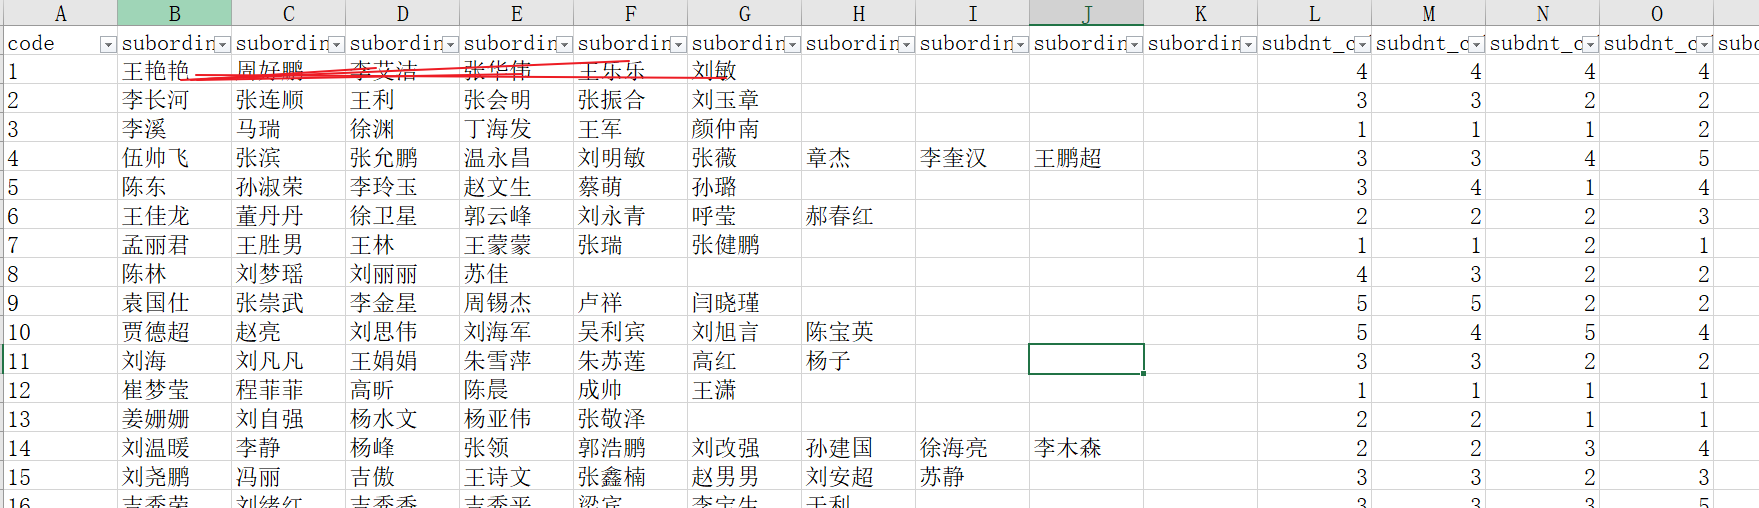 A B C D E F G H I J K L M N O
code subordin subordin subordin subordin subordin subordin subordin subordin subordin subordin subdnt_c subdnt_c subdnt_c subdnt_c subd
1 王艳艳 周好鹏 李艾洁 张华伟 王乐乐 刘敏 4 4 4 4
2 李长河 张连顺 王利 张会明 张振合 刘玉章 3 3 2 2
3 李溪 马瑞 徐渊 丁海发 王军 颜仲南 1 1 1 2
4 伍帅飞 张滨 张允鹏 温永昌 刘明敏 张薇 章杰 李奎汉 王鹏超 3 3 4 5
5 陈东 孙淑荣 李玲玉 赵文生 蔡萌 孙璐 3 4 1 4
6 王佳龙 董丹丹 徐卫星 郭云峰 刘永青 呼莹 郝春红 2 2 2 3
7 孟丽君 王胜男 王林 王蒙蒙 张瑞 张健鹏 1 1 2 1
8 陈林 刘梦瑶 刘丽丽 苏佳 4 3 2 2
9 袁国仕 张崇武 李金星 周锡杰 卢祥 闫晓瑾 5 5 2 2
10 贾德超 赵亮 刘思伟 刘海军 吴利宾 刘旭言 陈宝英 5 4 5 4
11 刘海 刘凡凡 王娟娟 朱雪萍 朱苏莲 高红 杨子 3 3 2 2
12 崔梦莹 程菲菲 高昕 陈晨 成帅 王潇 1 1 1 1
13 姜姗姗 刘自强 杨水文 杨亚伟 张敬泽 2 2 1 1
14 刘温暖 李静 杨峰 张领 郭浩鹏 刘改强 孙建国 徐海亮 李木森 2 2 3 4
15 刘尧鹏 冯丽 吉傲 王诗文 张鑫楠 赵男男 刘安超 苏静 3 3 2 3
16 3 3 3 5